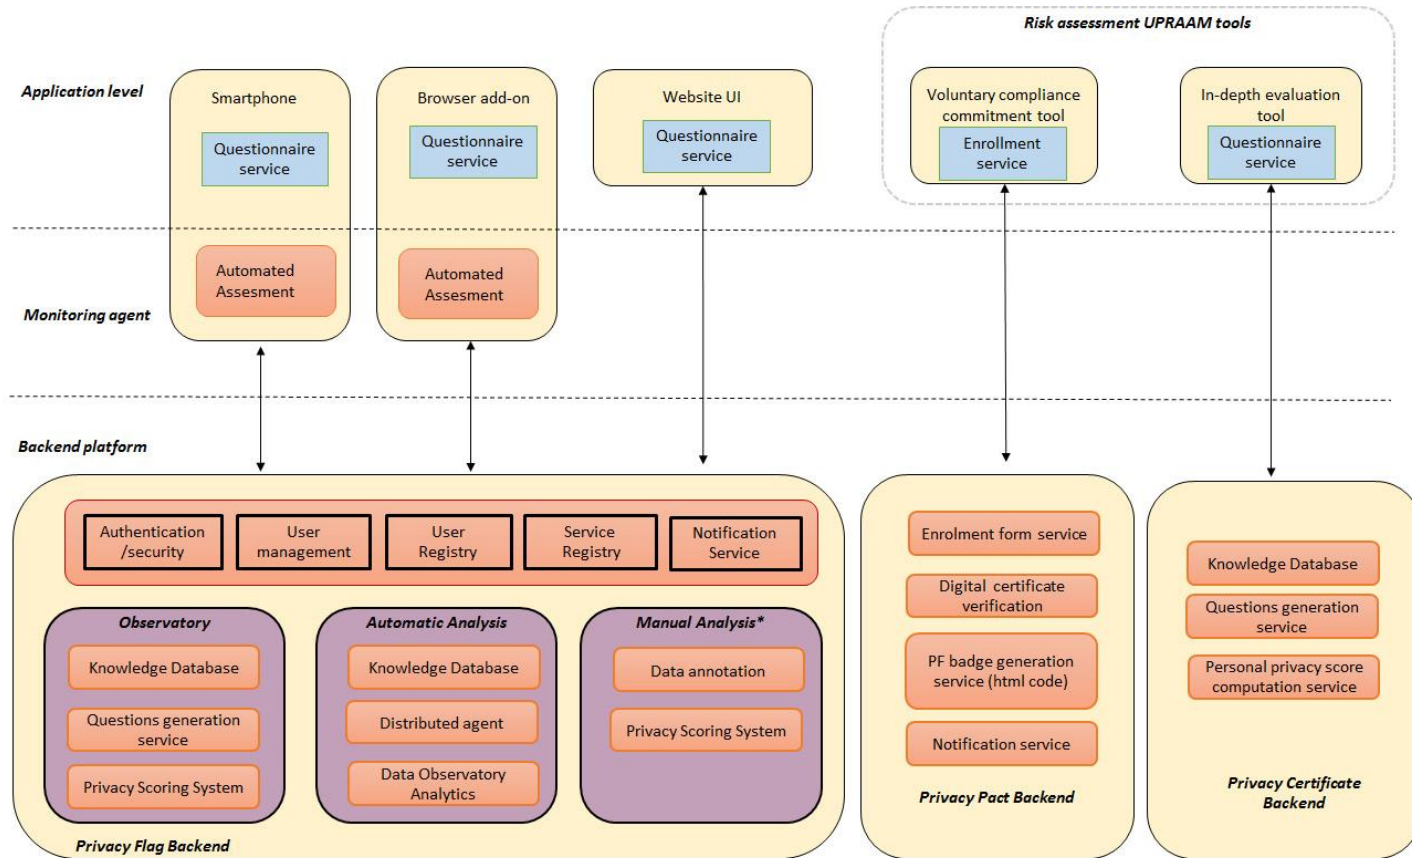 Risk assessment UPRAAM tools
Application level
Smartphone
Questionnaire
service
Browser add-on
Questionnaire
service
Website UI
Questionnaire
service
Voluntary compliance
commitment tool
Enrollment
service
In-depth evaluation
tool
Questionnaire
service
Monitoring agent
Automated
Assesment
Automated
Assesment
Backend platform
Authentication
/security
User
management
User
Registry
Service
Registry
Notification
Service
Observatory
Knowledge Database
Questions generation
service
Privacy Scoring System
Automatic Analysis
Knowledge Database
Distributed agent
Data Observatory
Analytics
Manual Analysis*
Data annotation
Privacy Scoring System
Privacy Flag Backend
Enrolment form service
Digital certificate
verification
PF badge generation
service (html code)
Notification service
Privacy Pact Backend
Knowledge Database
Questions generation
service
Personal privacy score
computation service
Privacy Certificate
Backend